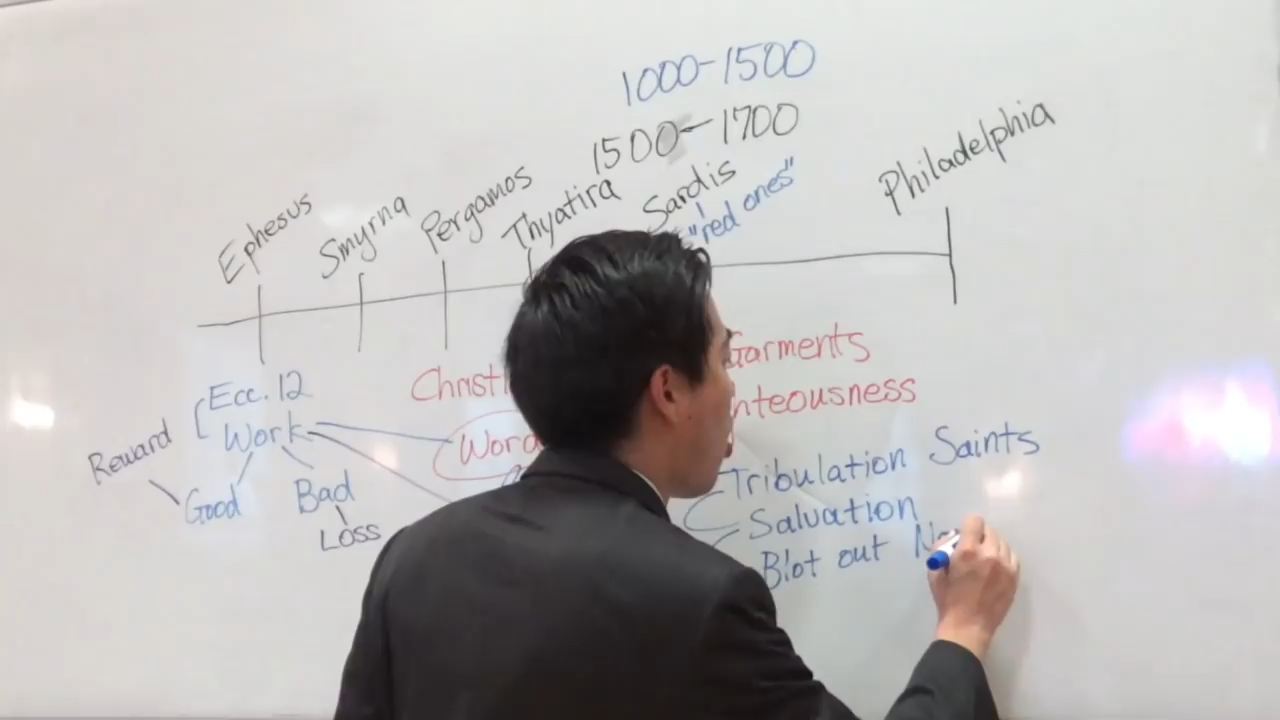 1000-1500
1500-1700
Ephesus Smyrna Pergamos Thyatira Sardis Philadelphia
"red ones"
Garments
Ecc. 12
Work
Reward
Good Bad
Loss
Word
Tribulation Saints
Salvation
Blot out